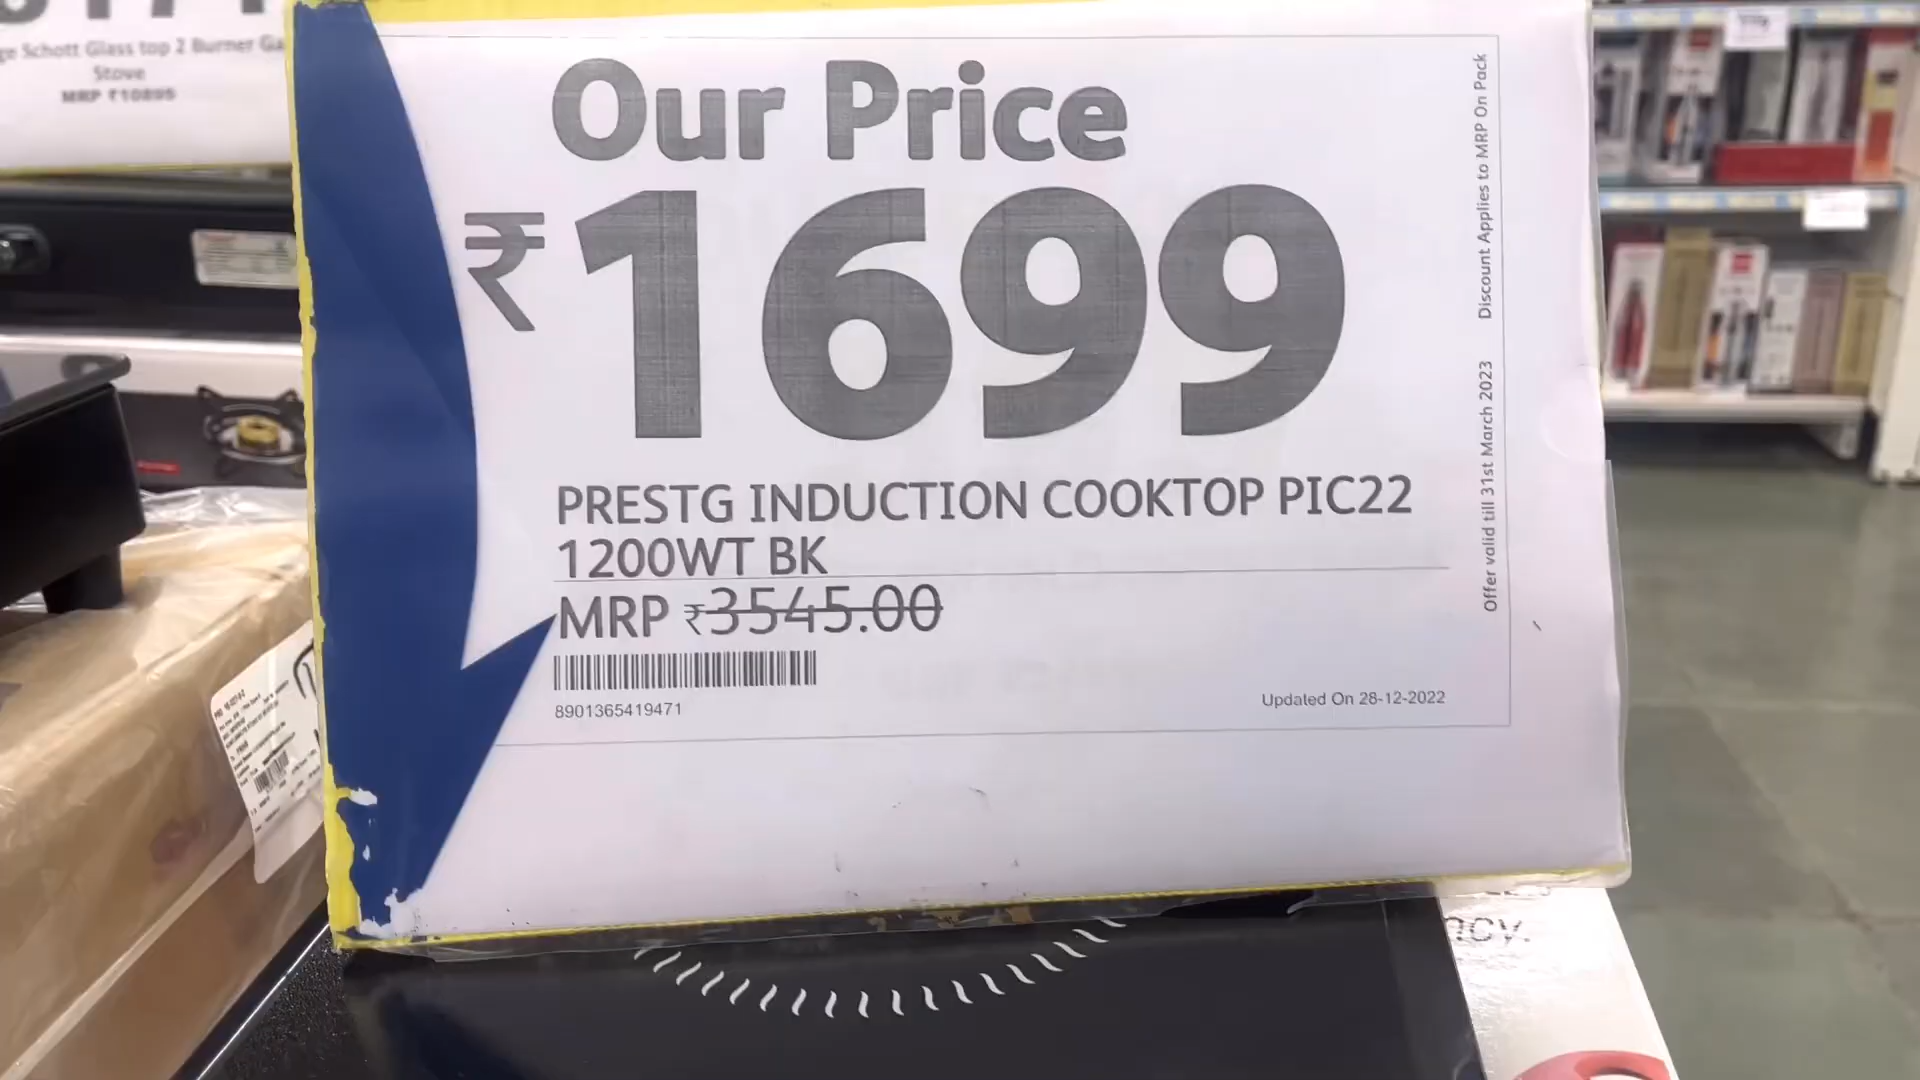 Schott Glass top 2 Burner
Stove
MRP ₹10895
Our Price
₹1699
PRESTG INDUCTION COOKTOP PIC22
1200WT BK
MRP ₹3545.00
8901365419471
Updated On 28-12-2022
Offer valid till 31st March 2023
Discount Applies to MRP On Pack